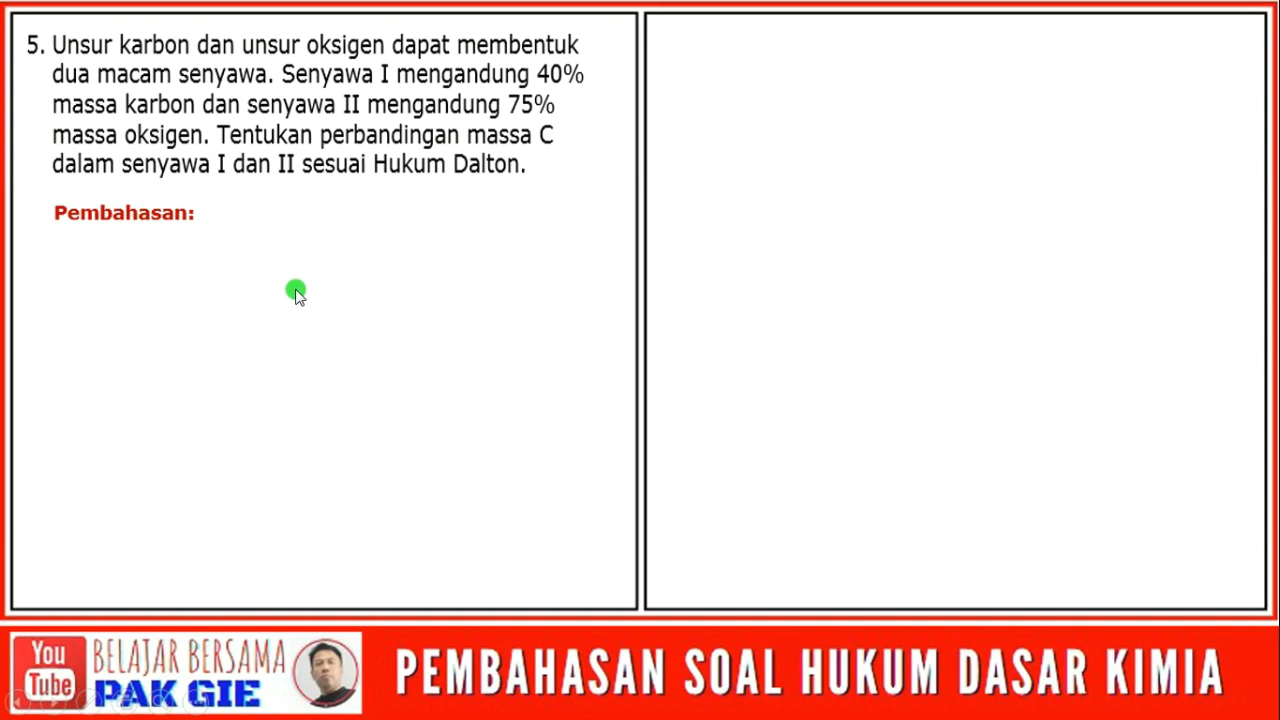 5. Unsur karbon dan unsur oksigen dapat membentuk
dua macam senyawa. Senyawa I mengandung 40%
massa karbon dan senyawa II mengandung 75%
massa oksigen. Tentukan perbandingan massa C
dalam senyawa I dan II sesuai Hukum Dalton.
Pembahasan:
You
Tube
BELAJAR BERSAMA
PAK GIE
PEMBAHASAN SOAL HUKUM DASAR KIMIA